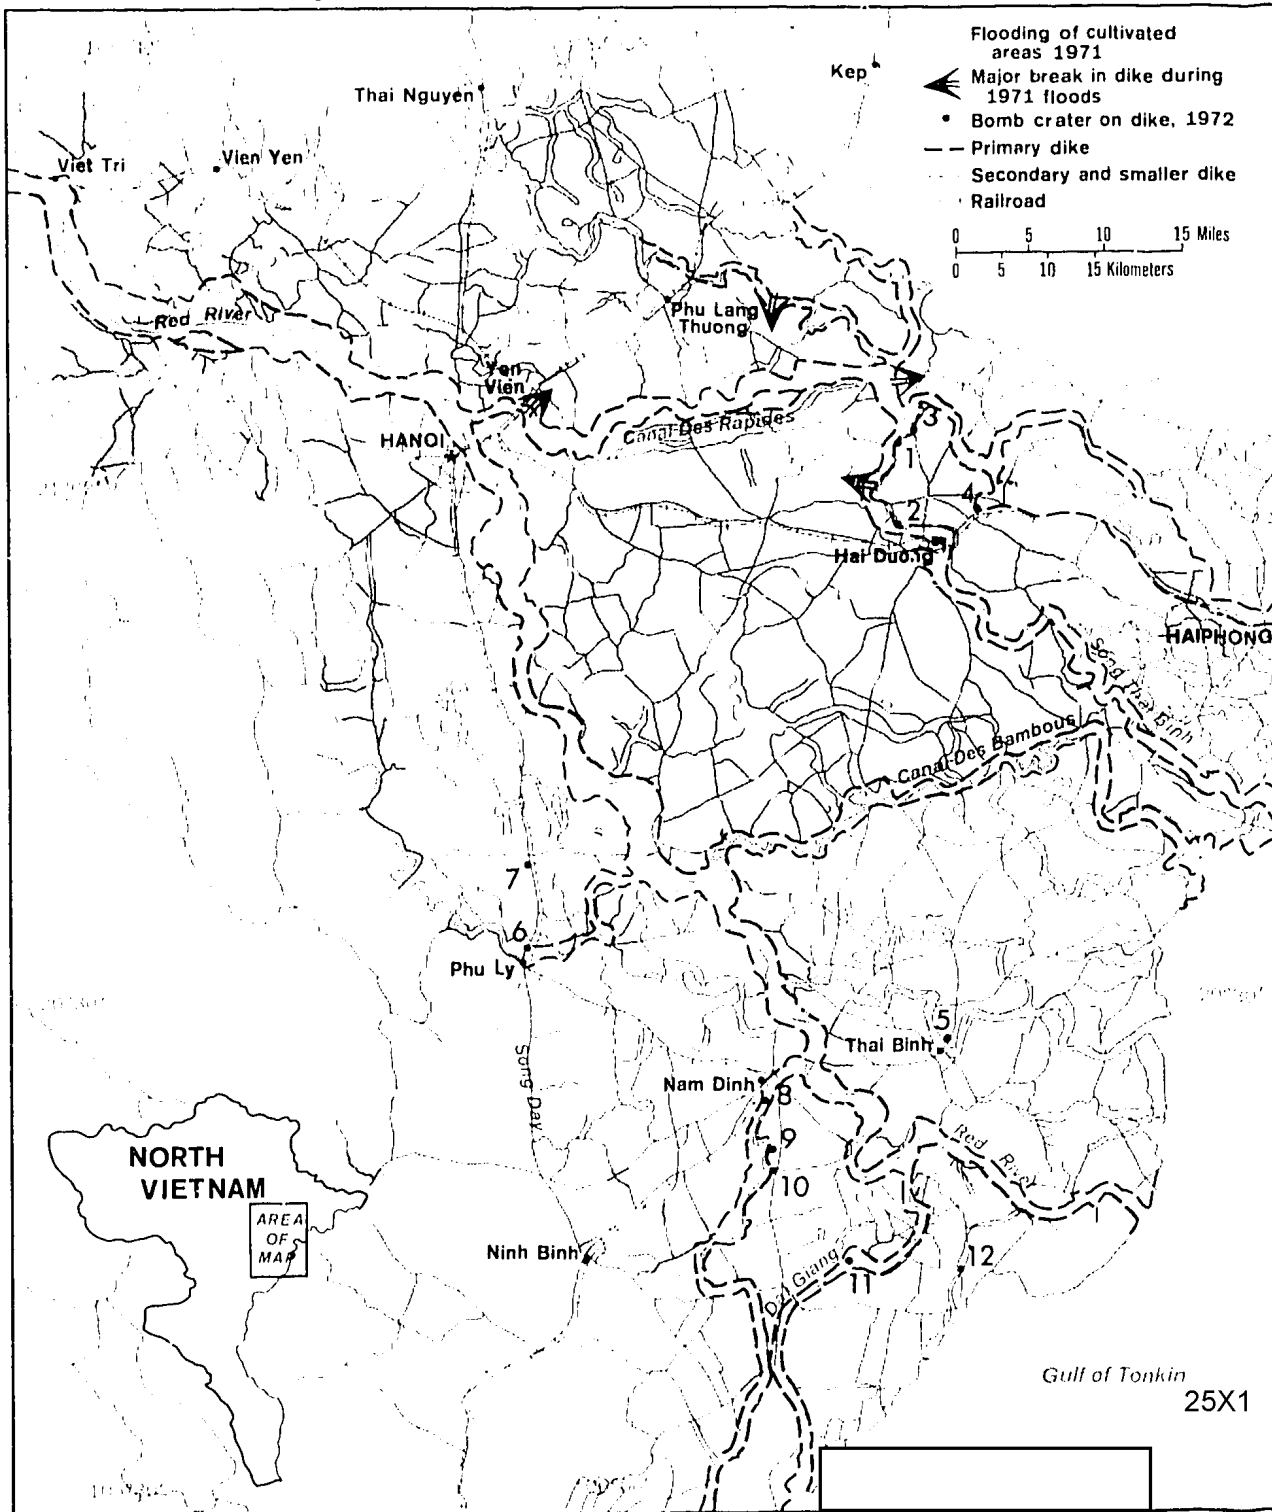 Flooding of cultivated
areas 1971
Major break in dike during
1971 floods
Bomb crater on dike, 1972
Primary dike
Secondary and smaller dike
Railroad
0 5 10 15 Miles
0 5 10 15 Kilometers
Kep
Thai Nguyen
Viet Tri
Vien Yen
Red River
Phu Lang
Thuong
Yen
Vien
Canal Des Rapides
HANOI
3
1
4
2
Hai Duong
HAIPHONG
Song Thai Binh
Canal Des Bambous
7
6
Phu Ly
5
Thai Binh
Song Day
Nam Dinh
8
9
10
Red River
NORTH
VIETNAM
AREA
OF
MAP
Ninh Binh
Dai Giang
11
12
Gulf of Tonkin
25X1